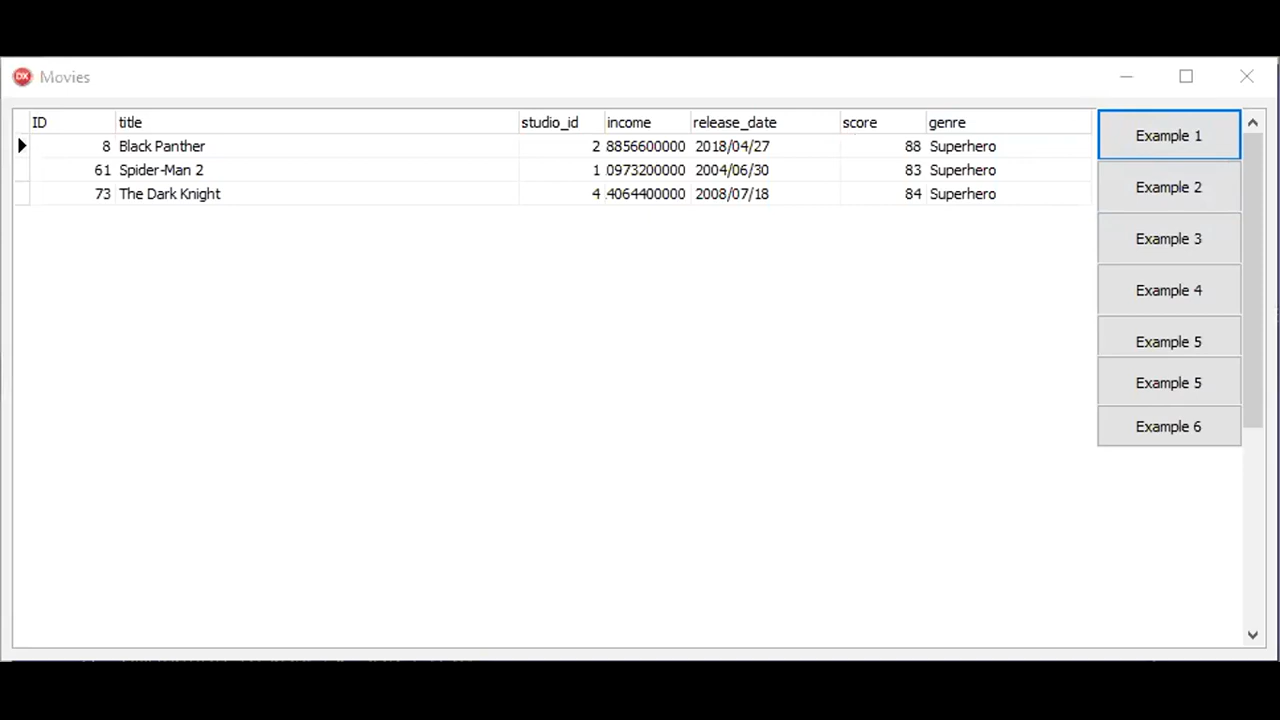 DX Movies
ID title studio_id income release_date score genre
8 Black Panther 2 8856600000 2018/04/27 88 Superhero
61 Spider-Man 2 1 0973200000 2004/06/30 83 Superhero
73 The Dark Knight 4 .4064400000 2008/07/18 84 Superhero
Example 1
Example 2
Example 3
Example 4
Example 5
Example 5
Example 6